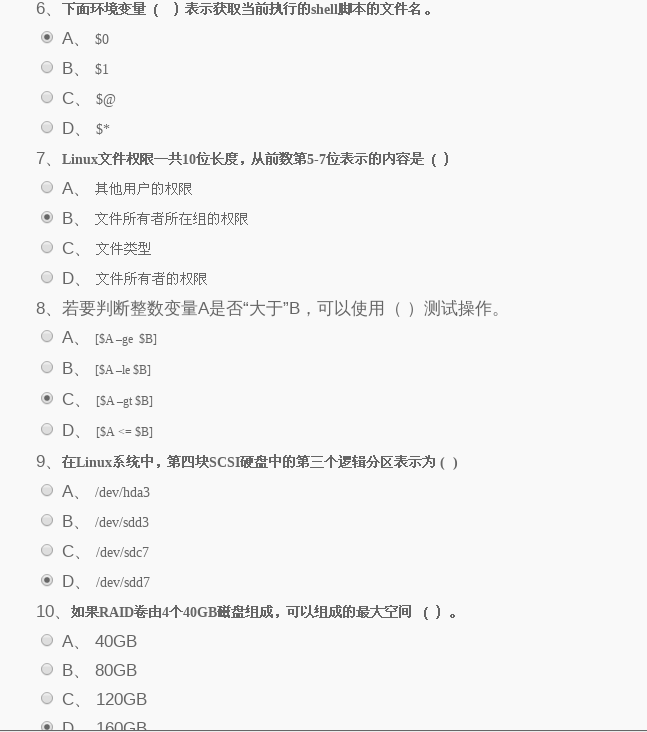 6、下面环境变量（ ）表示获取当前执行的shell脚本的文件名 。
A、 $0
B、 $1
C、 $@
D、 $*
7、Linux文件权限一共10位长度，从前数第5-7位表示的内容是（ ）
A、 其他用户的权限
B、 文件所有者所在组的权限
C、 文件类型
D、 文件所有者的权限
8、若要判断整数变量A是否“大于”B，可以使用（ ）测试操作。
A、 [$A –ge $B]
B、 [$A –le $B]
C、 [$A –gt $B]
D、 [$A <= $B]
9、在Linux系统中，第四块SCSI硬盘中的第三个逻辑分区表示为 ( )
A、 /dev/hda3
B、 /dev/sdd3
C、 /dev/sdc7
D、 /dev/sdd7
10、如果RAID卷由4个40GB磁盘组成，可以组成的最大空间 （ ）。
A、 40GB
B、 80GB
C、 120GB
D、 160GB